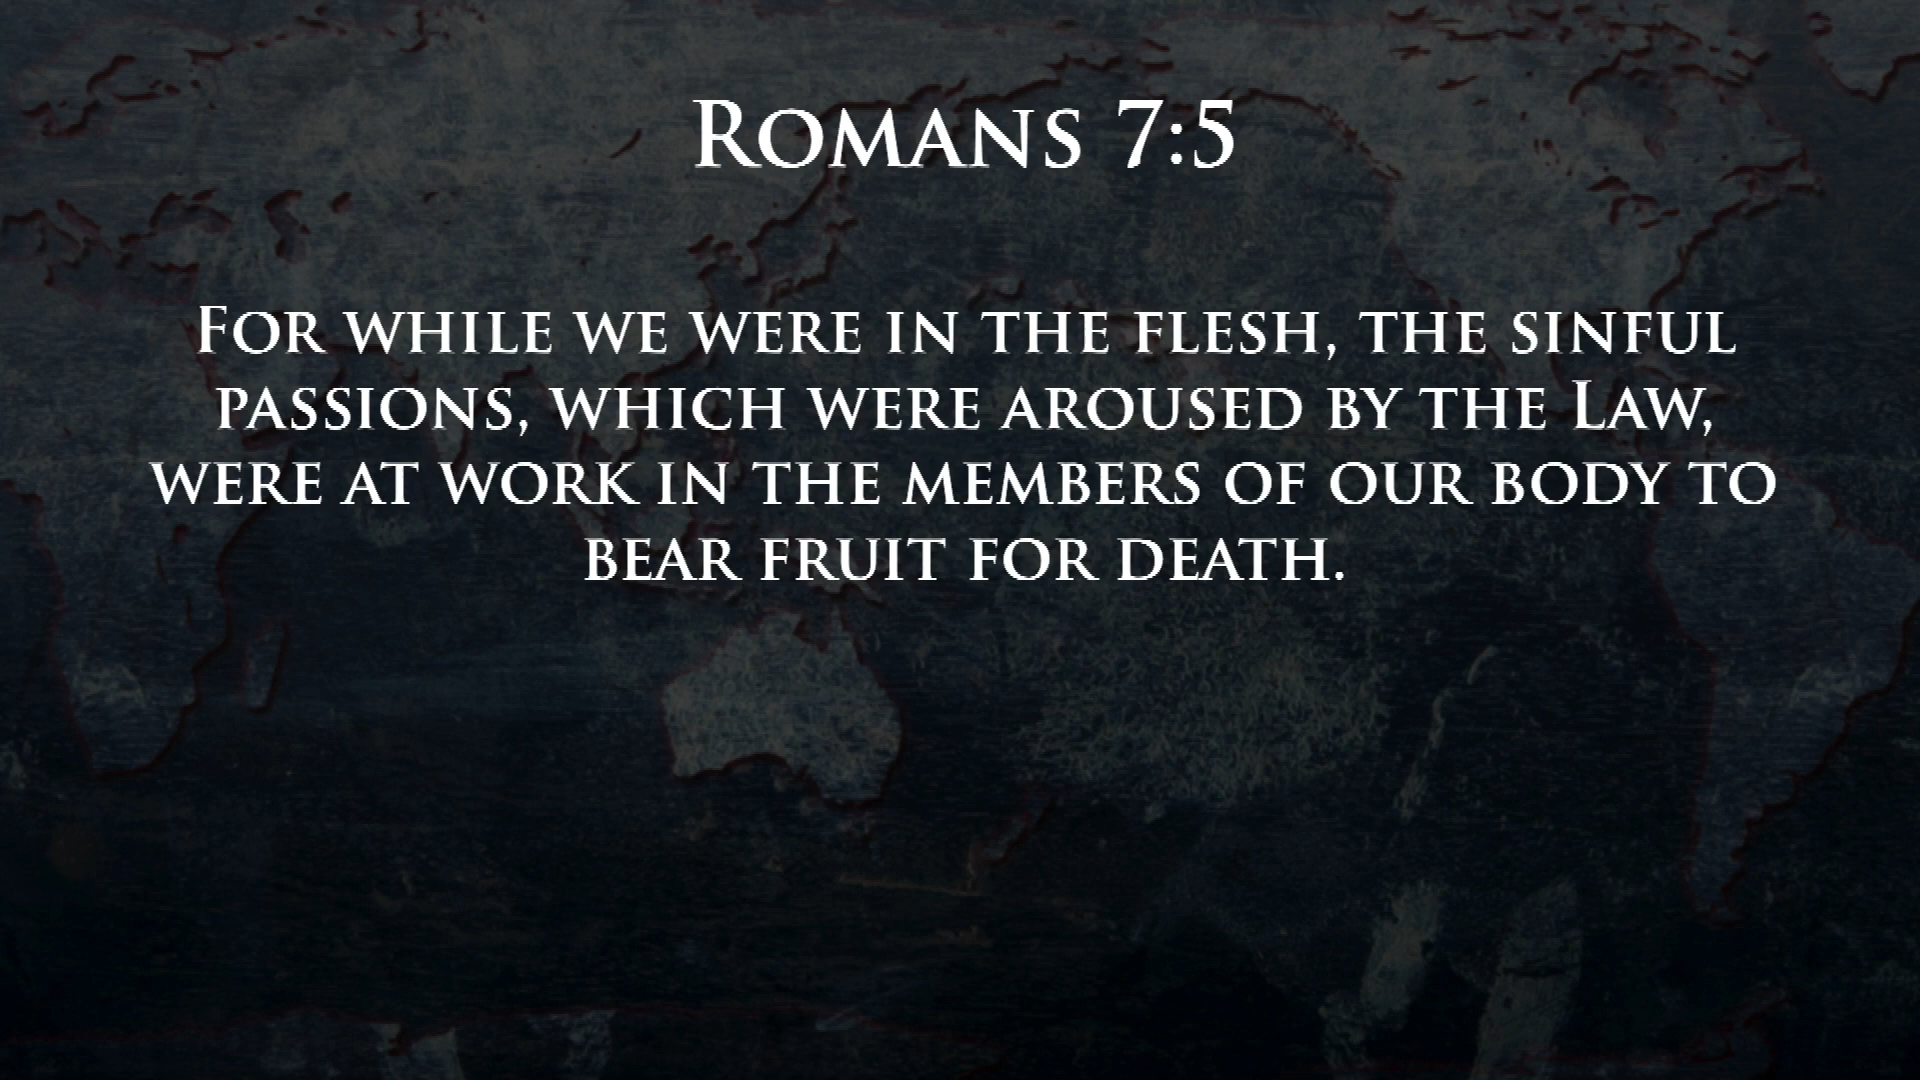 Romans 7:5
For while we were in the flesh, the sinful
passions, which were aroused by the Law,
were at work in the members of our body to
bear fruit for death.